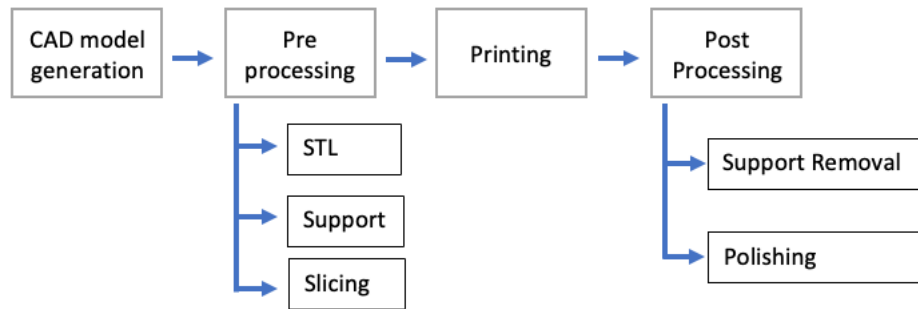 CAD model
generation
Pre
processing
Printing
Post
Processing
STL
Support
Slicing
Support Removal
Polishing